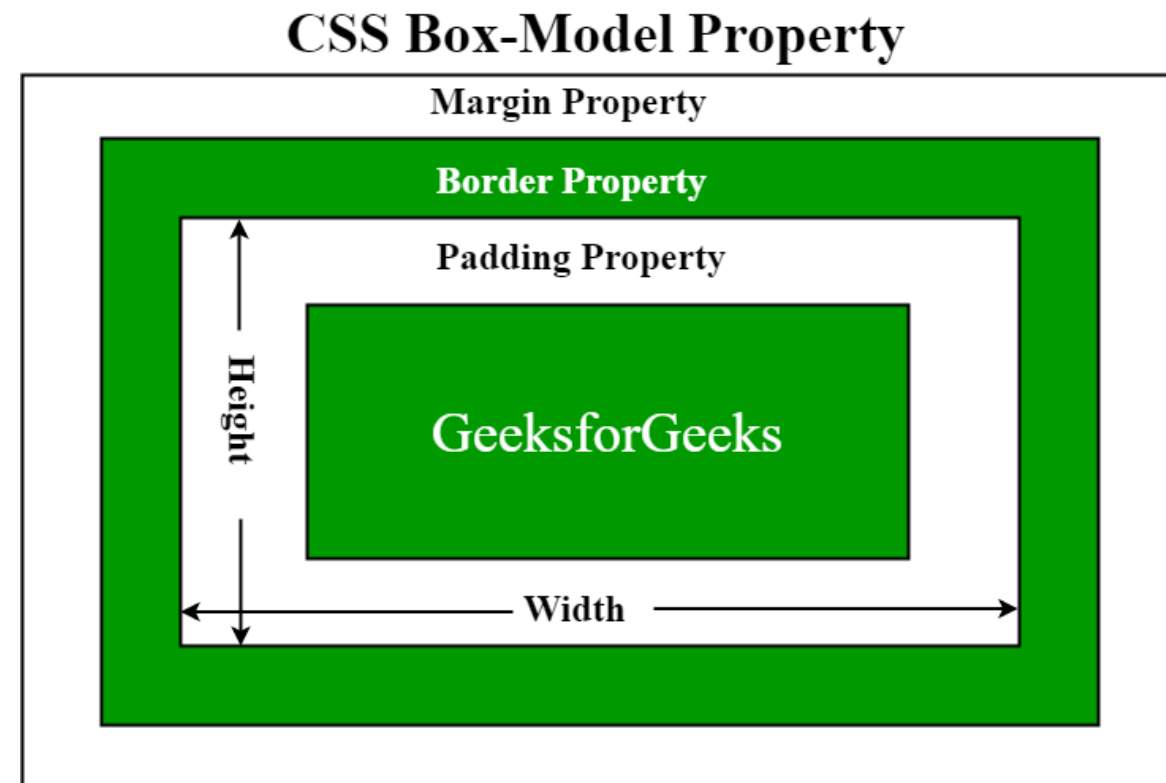 CSS Box-Model Property
Margin Property
Border Property
Padding Property
Height
GeeksforGeeks
Width